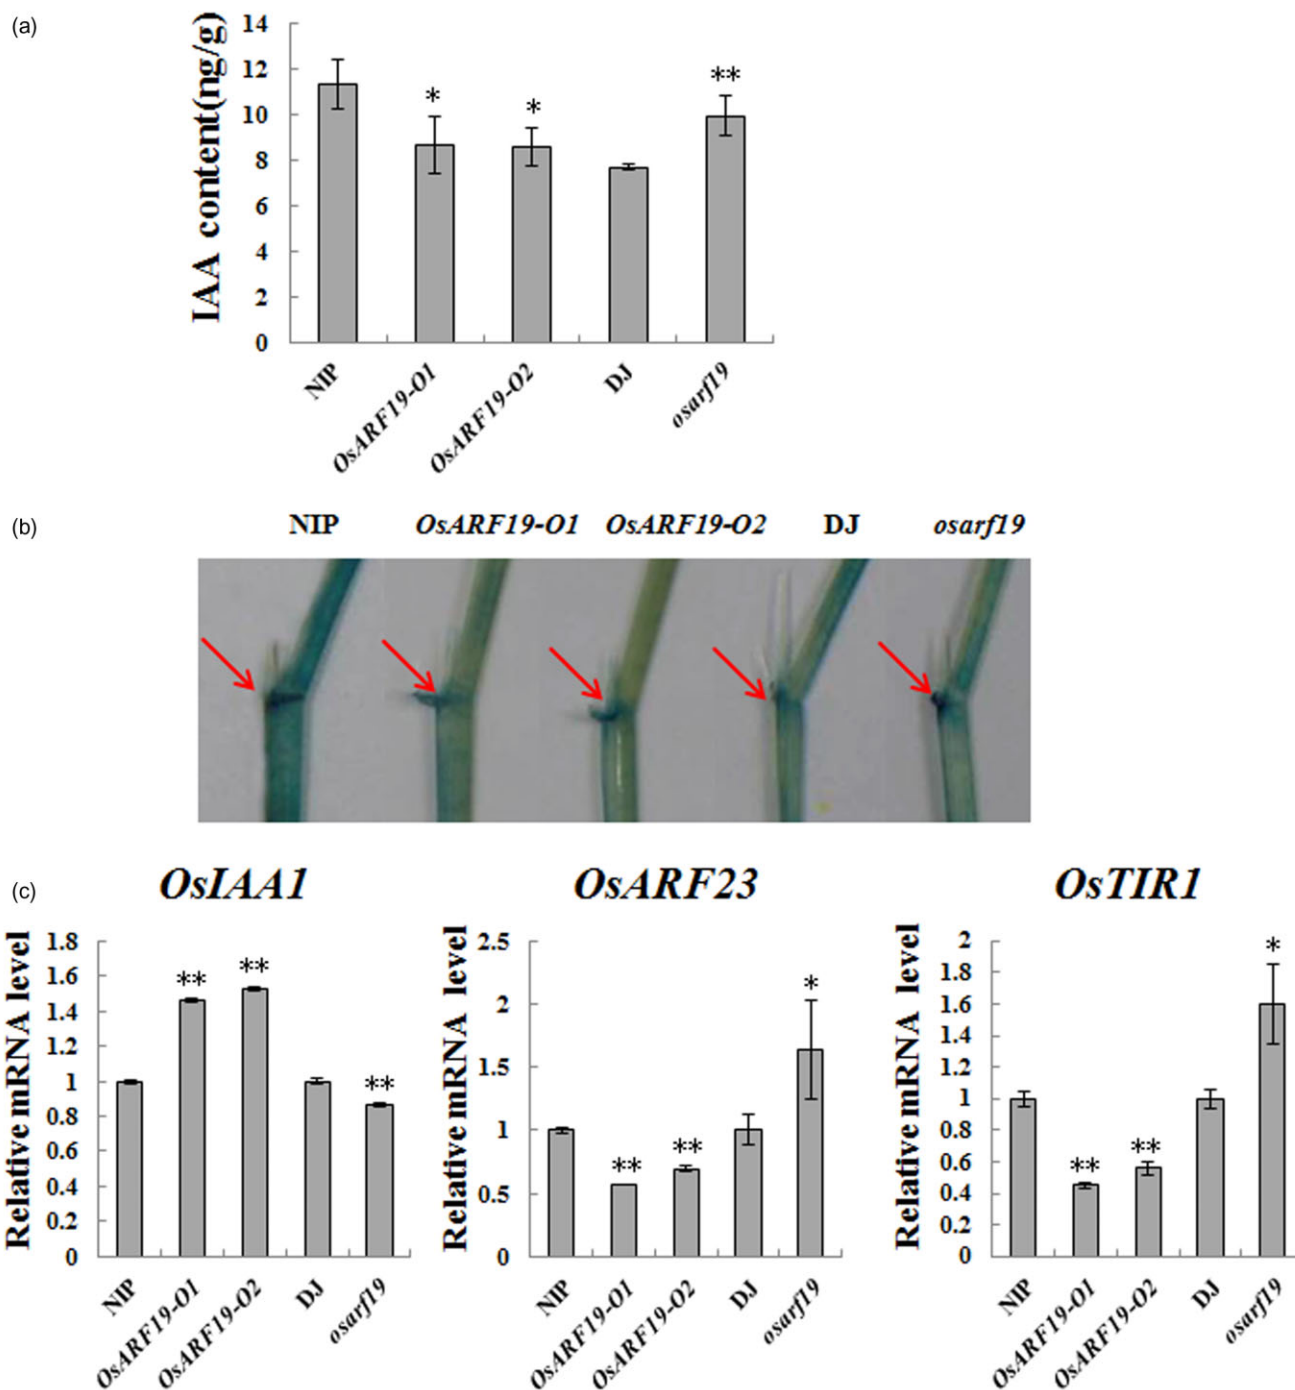 (a)
IAA content(ng/g)
14
12
10
8
6
4
2
0
*
*
**
NIP
OsARF19-O1
OsARF19-O2
DJ
osarf19
(b)
NIP OsARF19-O1 OsARF19-O2 DJ osarf19
(c)
OsIAA1
Relative mRNA level
1.8
1.6
1.4
1.2
1
0.8
0.6
0.4
0.2
0
**
**
**
NIP
OsARF19-O1
OsARF19-O2
DJ
osarf19
OsARF23
Relative mRNA level
2.5
2
1.5
1
0.5
0
**
**
*
NIP
OsARF19-O1
OsARF19-O2
DJ
osarf19
OsTIR1
Relative mRNA level
2
1.8
1.6
1.4
1.2
1
0.8
0.6
0.4
0.2
0
**
**
*
NIP
OsARF19-O1
OsARF19-O2
DJ
osarf19